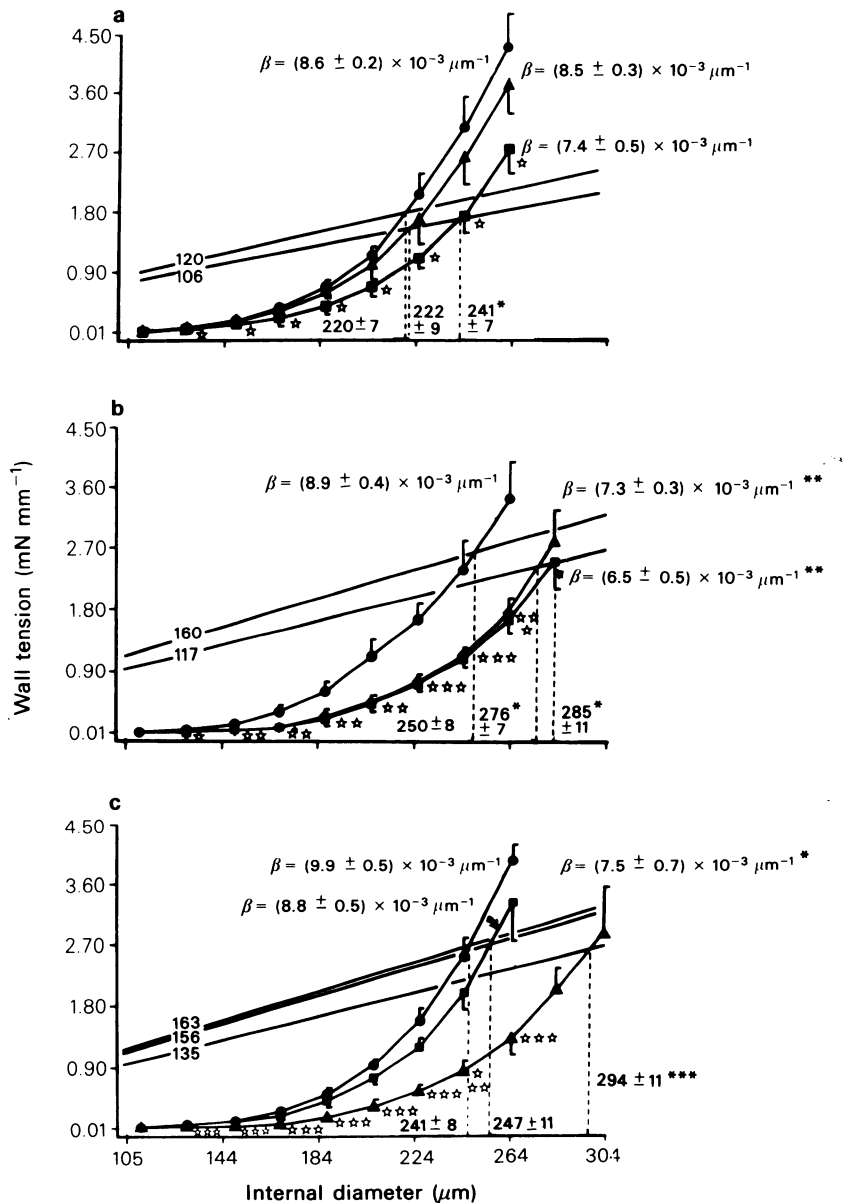 a
4.50
3.60
2.70
1.80
0.90
0.01
β = (8.6 ± 0.2) × 10⁻³ μm⁻¹
β = (8.5 ± 0.3) × 10⁻³ μm⁻¹
β = (7.4 ± 0.5) × 10⁻³ μm⁻¹
120
106
220 ± 7
222 ± 9
241* ± 7
b
4.50
3.60
2.70
1.80
0.90
0.01
β = (8.9 ± 0.4) × 10⁻³ μm⁻¹
β = (7.3 ± 0.3) × 10⁻³ μm⁻¹ **
β = (6.5 ± 0.5) × 10⁻³ μm⁻¹ **
160
117
250 ± 8
276* ± 7
285* ± 11
Wall tension (mN mm⁻¹)
c
4.50
3.60
2.70
1.80
0.90
0.01
β = (9.9 ± 0.5) × 10⁻³ μm⁻¹
β = (7.5 ± 0.7) × 10⁻³ μm⁻¹ *
β = (8.8 ± 0.5) × 10⁻³ μm⁻¹
163
156
135
294 ± 11 ***
241 ± 8
247 ± 11
105 144 184 224 264 304
Internal diameter (μm)